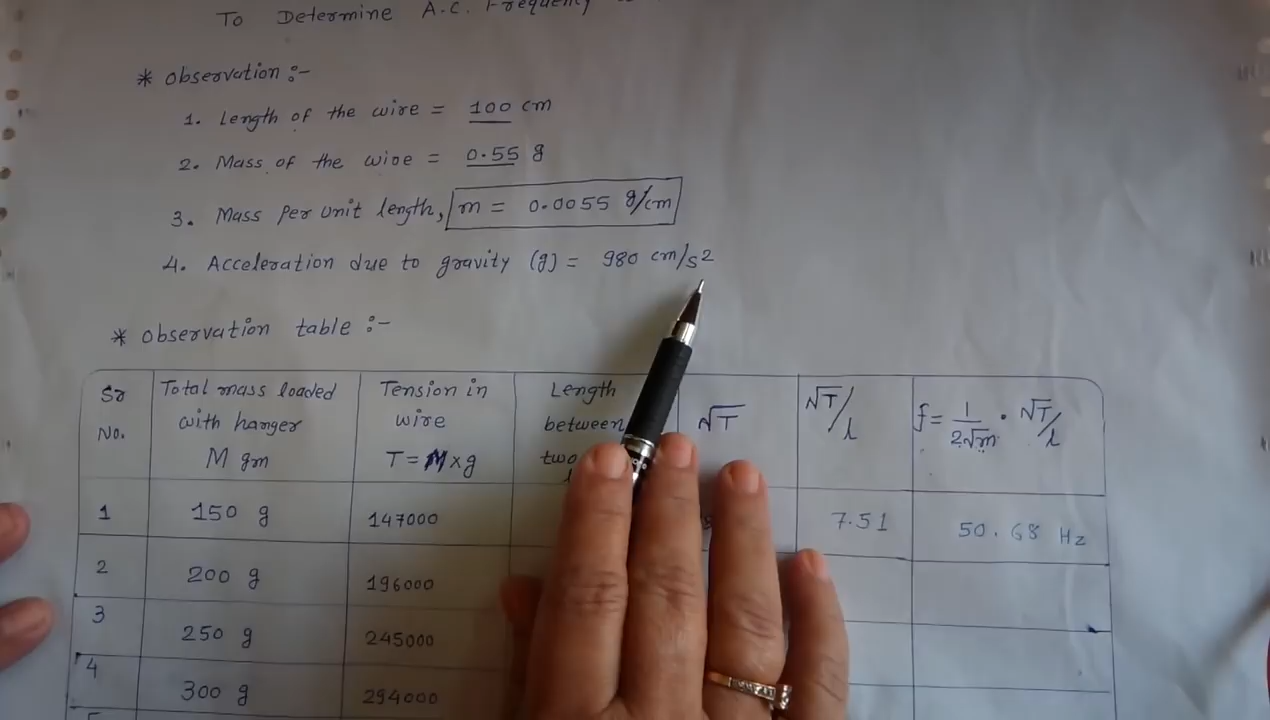 To Determine A.C. Frequency
* Observation :-
1. Length of the wire = 100 cm
2. Mass of the wire = 0.55 g
3. Mass per unit length, m = 0.0055 g/cm
4. Acceleration due to gravity (g) = 980 cm/s2
* Observation table :-
Sr No. Total mass loaded with hanger M gm Tension in wire T = M x g Length between √T √T/l f = 1/2√m · √T/l
1 150 g 147000 7.51 50.68 Hz
2 200 g 196000
3 250 g 245000
4 300 g 294000